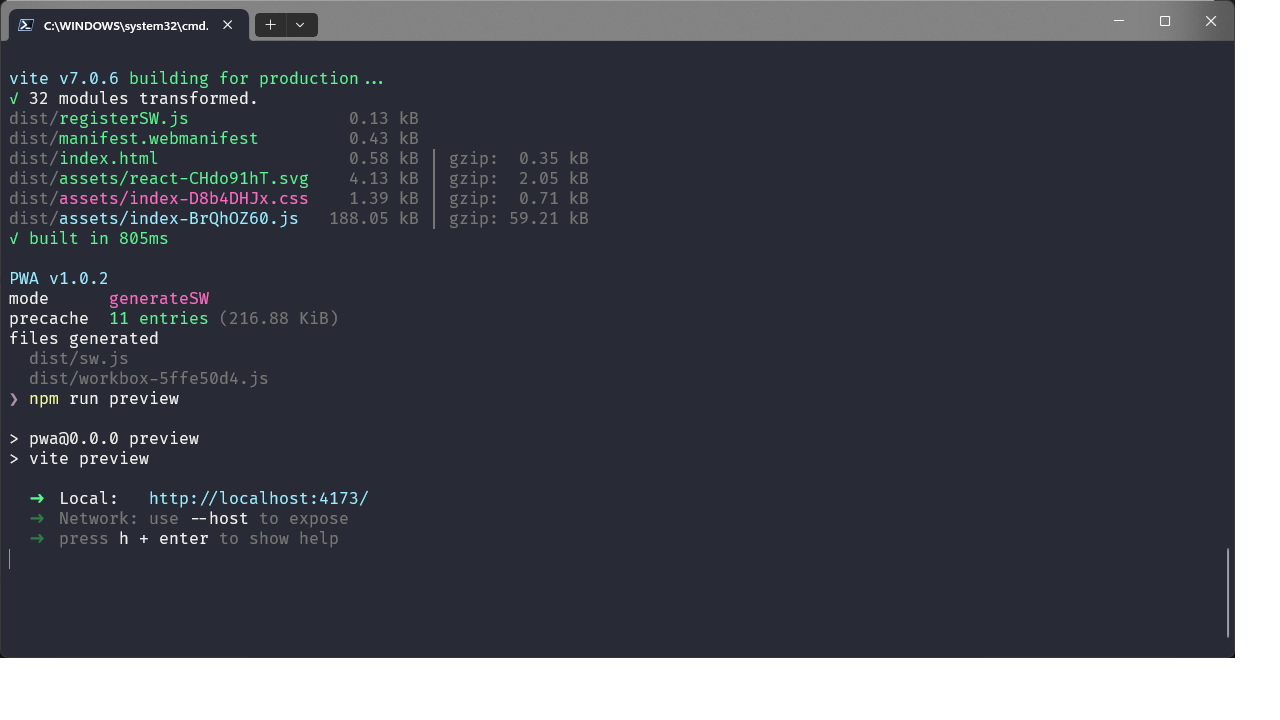 C:\WINDOWS\system32\cmd.
vite v7.0.6 building for production...
√ 32 modules transformed.
dist/registerSW.js                0.13 kB
dist/manifest.webmanifest         0.43 kB
dist/index.html                   0.58 kB │ gzip:  0.35 kB
dist/assets/react-CHdo91hT.svg    4.13 kB │ gzip:  2.05 kB
dist/assets/index-D8b4DHJx.css    1.39 kB │ gzip:  0.71 kB
dist/assets/index-BrQhOZ60.js   188.05 kB │ gzip: 59.21 kB
√ built in 805ms
PWA v1.0.2
mode      generateSW
precache  11 entries (216.88 KiB)
files generated
  dist/sw.js
  dist/workbox-5ffe50d4.js
❯ npm run preview
> pwa@0.0.0 preview
> vite preview
  ➜  Local:   http://localhost:4173/
  ➜  Network: use --host to expose
  ➜  press h + enter to show help